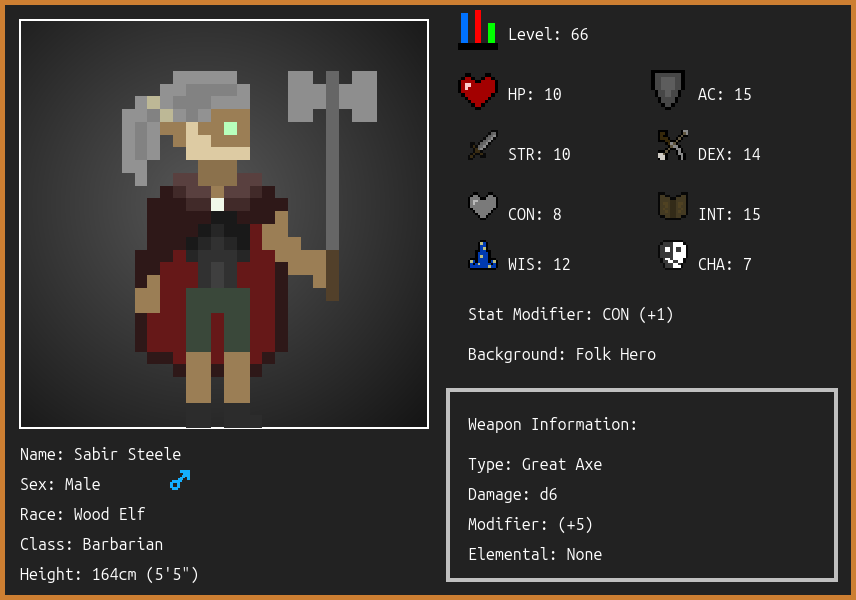 Level: 66
HP: 10
AC: 15
STR: 10
DEX: 14
CON: 8
INT: 15
WIS: 12
CHA: 7
Stat Modifier: CON (+1)
Background: Folk Hero
Weapon Information:
Type: Great Axe
Damage: d6
Modifier: (+5)
Elemental: None
Name: Sabir Steele
Sex: Male
Race: Wood Elf
Class: Barbarian
Height: 164cm (5'5")